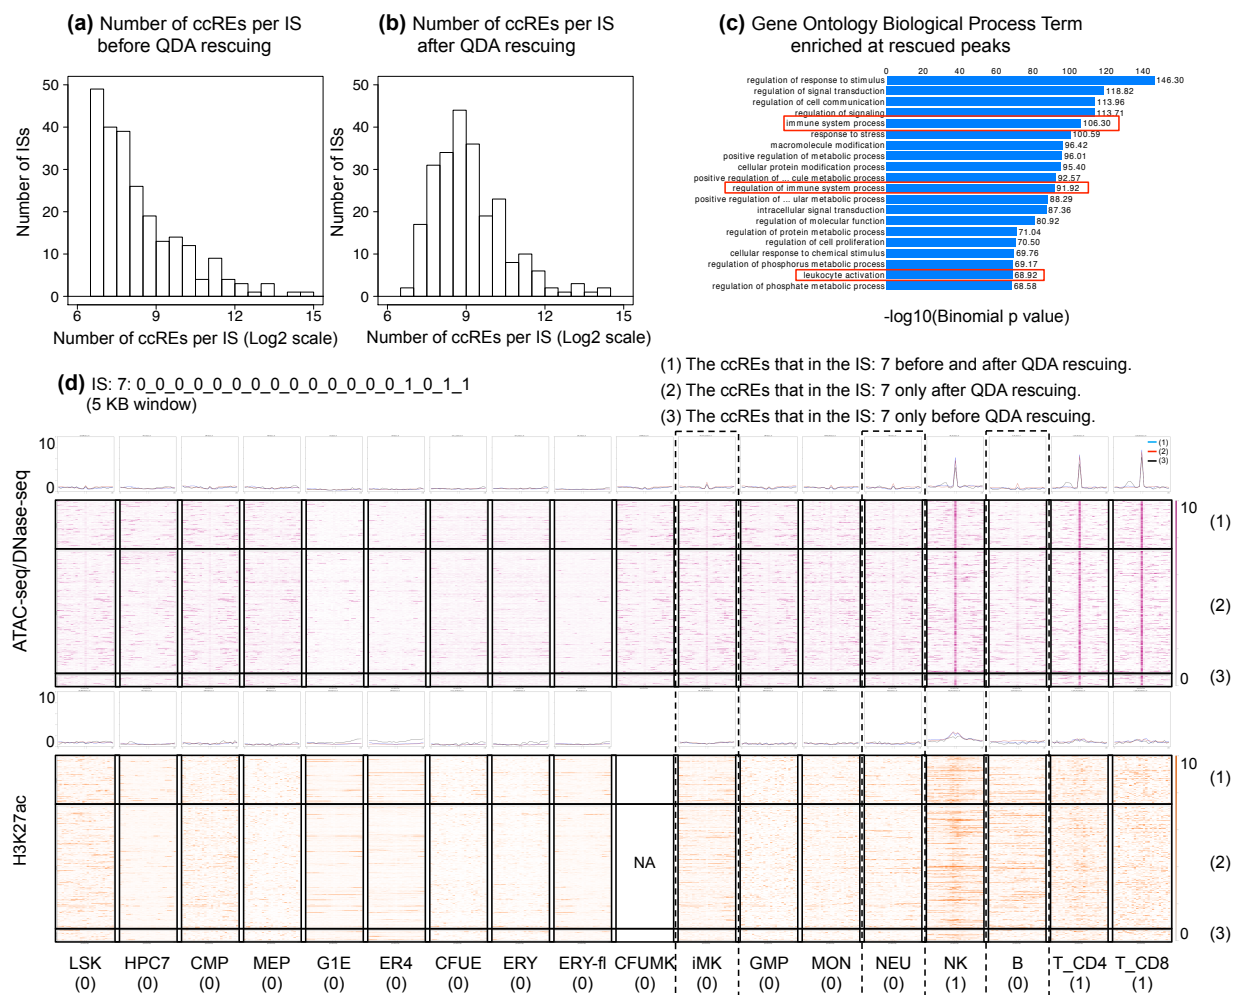 (a) Number of ccREs per IS
before QDA rescuing
50
40
30
20
10
0
Number of ISs
6 9 12 15
Number of ccREs per IS (Log2 scale)
(b) Number of ccREs per IS
after QDA rescuing
50
40
30
20
10
0
Number of ISs
6 9 12 15
Number of ccREs per IS (Log2 scale)
(c) Gene Ontology Biological Process Term
enriched at rescued peaks
0 20 40 60 80 100 120 140
regulation of response to stimulus 146.30
regulation of signal transduction 118.82
regulation of cell communication 113.96
regulation of signaling 113.71
immune system process 106.30
response to stress 100.59
macromolecule modification 96.42
positive regulation of metabolic process 96.01
cellular protein modification process 95.40
positive regulation of ... cule metabolic process 92.57
regulation of immune system process 91.92
positive regulation of ... ular metabolic process 88.29
intracellular signal transduction 87.36
regulation of molecular function 80.92
regulation of protein metabolic process 71.04
regulation of cell proliferation 70.50
cellular response to chemical stimulus 69.76
regulation of phosphorus metabolic process 69.17
leukocyte activation 68.92
regulation of phosphate metabolic process 68.58
-log10(Binomial p value)
(1) The ccREs that in the IS: 7 before and after QDA rescuing.
(2) The ccREs that in the IS: 7 only after QDA rescuing.
(3) The ccREs that in the IS: 7 only before QDA rescuing.
(d) IS: 7: 0_0_0_0_0_0_0_0_0_0_0_0_0_0_1_0_1_1
(5 KB window)
10
0
(1)
(2)
(3)
ATAC-seq/DNase-seq
10
0
(1)
(2)
(3)
10
0
H3K27ac
NA
10
0
(1)
(2)
(3)
LSK HPC7 CMP MEP G1E ER4 CFUE ERY ERY-fl CFUMK iMK GMP MON NEU NK B T_CD4 T_CD8
(0) (0) (0) (0) (0) (0) (0) (0) (0) (0) (0) (0) (0) (0) (1) (0) (1) (1)